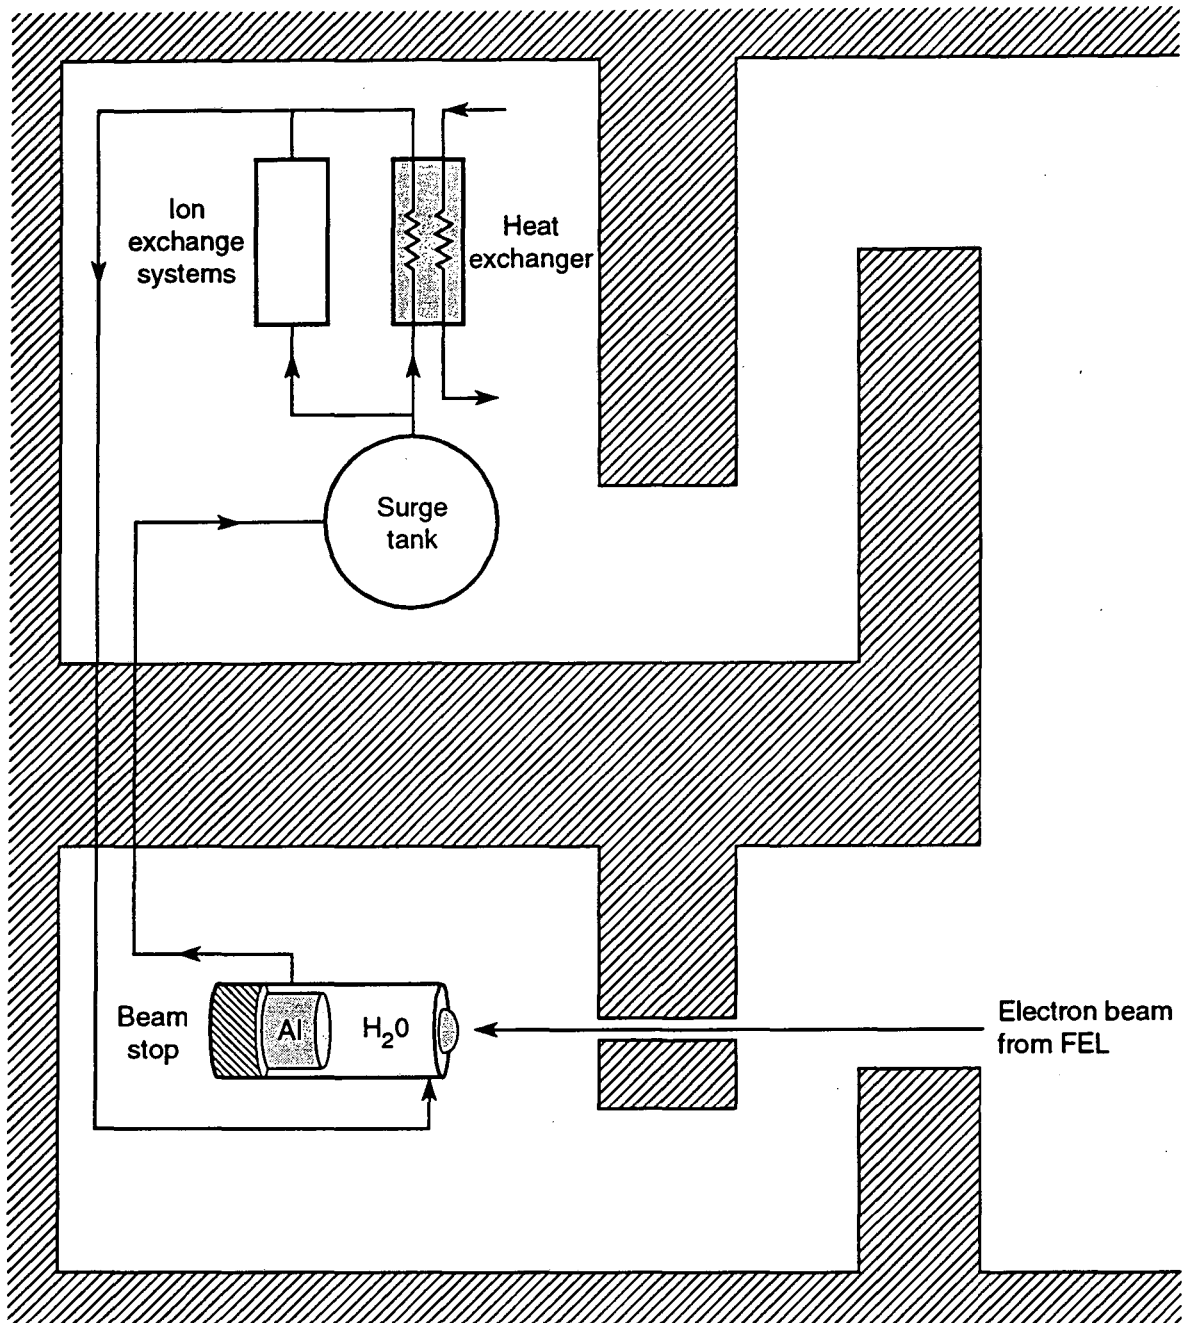 Ion
exchange
systems
Heat
exchanger
Surge
tank
Beam
stop
Al
H₂0
Electron beam
from FEL